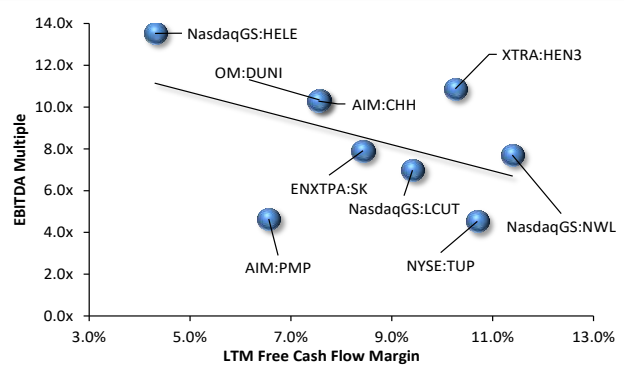 14.0x
NasdaqGS:HELE
12.0x
XTRA:HEN3
OM:DUNI
10.0x
AIM:CHH
EBITDA Multiple
8.0x
ENXTPA:SK
6.0x
NasdaqGS:LCUT
NasdaqGS:NWL
4.0x
AIM:PMP
NYSE:TUP
2.0x
0.0x
3.0% 5.0% 7.0% 9.0% 11.0% 13.0%
LTM Free Cash Flow Margin